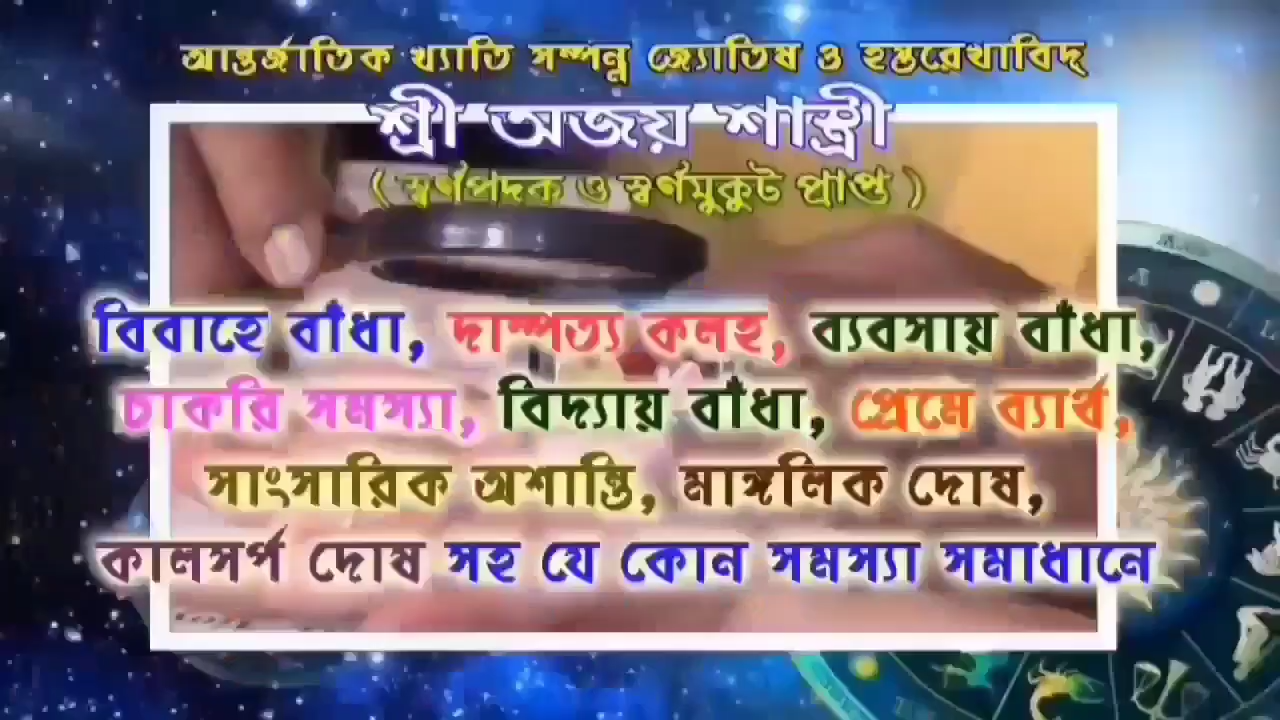 আন্তর্জাতিক খ্যাতি সম্পন্ন জ্যোতিষ ও হস্তরেখাবিদ্
শ্রী অজয় শাস্ত্রী
( স্বর্ণপদক ও স্বর্ণমুকুট প্রাপ্ত )
বিবাহে বাঁধা, দাম্পত্য কলহ, ব্যবসায় বাঁধা,
চাকরি সমস্যা, বিদ্যায় বাঁধা, প্রেমে ব্যার্থ,
সাংসারিক অশান্তি, মাঙ্গলিক দোষ,
কালসর্প দোষ সহ যে কোন সমস্যা সমাধানে